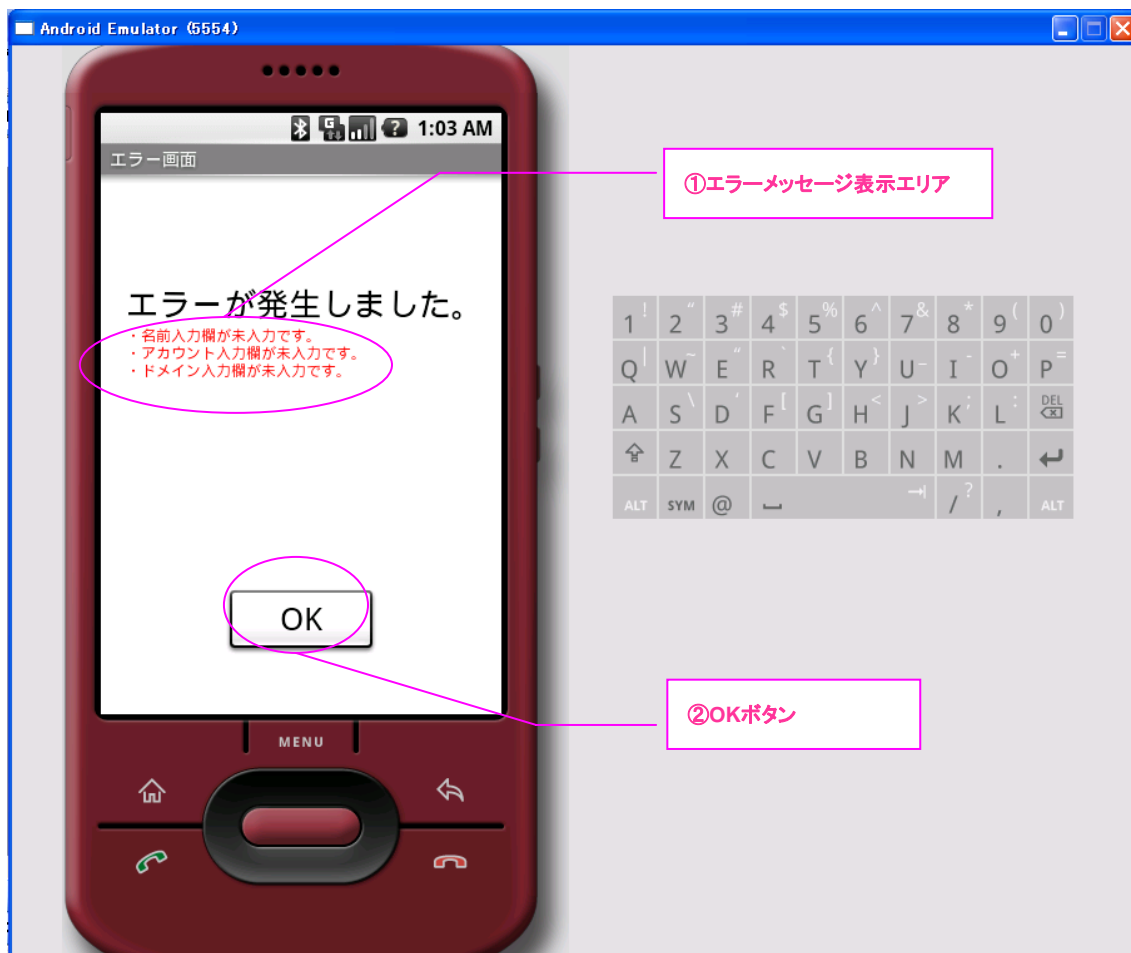 Android Emulator (5554)
1:03 AM
エラー画面
①エラーメッセージ表示エリア
エラーが発生しました。
・名前入力欄が未入力です。
・アカウント入力欄が未入力です。
・ドメイン入力欄が未入力です。
1 ! 2 " 3 # 4 $ 5 % 6 ^ 7 & 8 * 9 ( 0 )
Q | W ~ E " R ` T { Y } U - I - O + P =
A S \ D ' F [ G ] H < J > K ; L : DEL
Z X C V B N M .
ALT SYM @ / ? , ALT
OK
②OKボタン
MENU